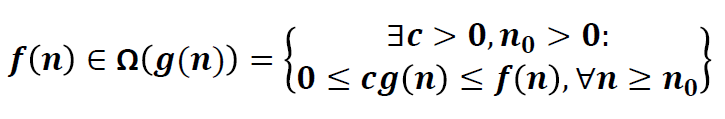 f(n) ∈ Ω(g(n)) = {∃c > 0, n₀ > 0:
0 ≤ cg(n) ≤ f(n), ∀n ≥ n₀}